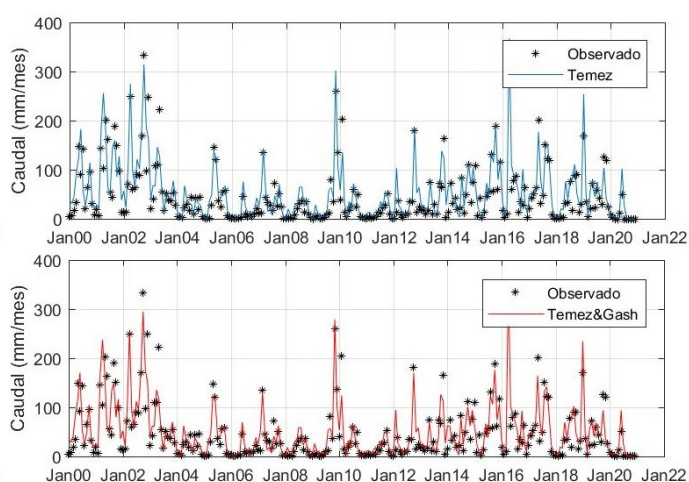 400
Observado
Temez
300
200
100
0
Caudal (mm/mes)
Jan00 Jan02 Jan04 Jan06 Jan08 Jan10 Jan12 Jan14 Jan16 Jan18 Jan20 Jan22
400
Observado
Temez&Gash
300
200
100
0
Caudal (mm/mes)
Jan00 Jan02 Jan04 Jan06 Jan08 Jan10 Jan12 Jan14 Jan16 Jan18 Jan20 Jan22